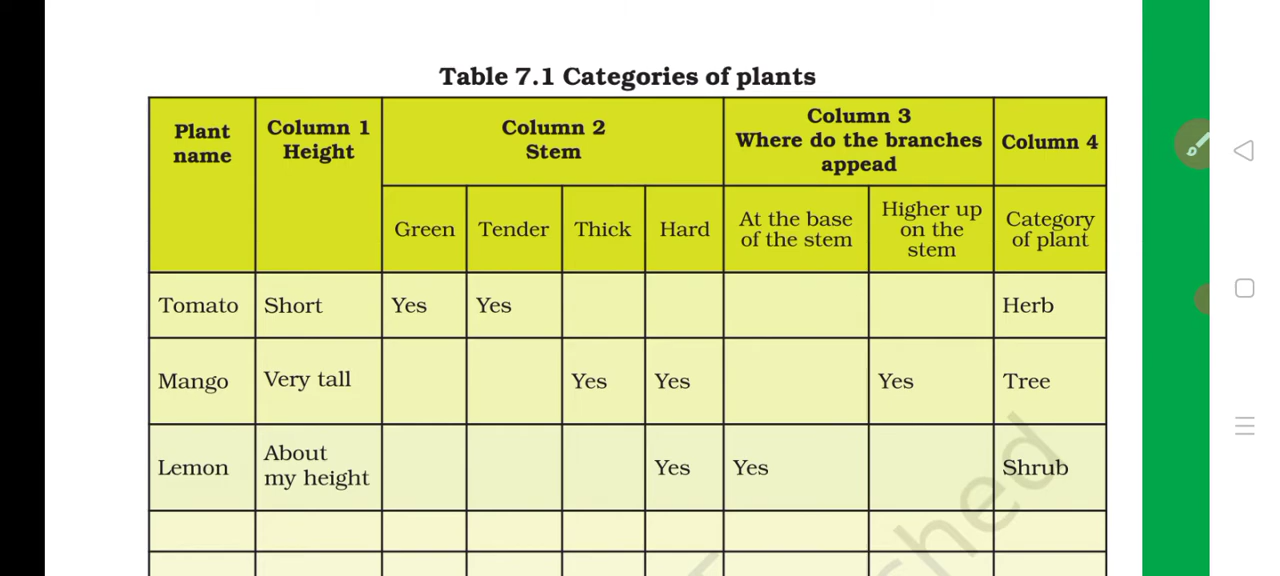 Table 7.1 Categories of plants
Plant name | Column 1 Height | Column 2 Stem | Column 3 Where do the branches appead | Column 4
Green | Tender | Thick | Hard | At the base of the stem | Higher up on the stem | Category of plant
Tomato | Short | Yes | Yes | Herb
Mango | Very tall | Yes | Yes | Yes | Tree
Lemon | About my height | Yes | Yes | Shrub
shed